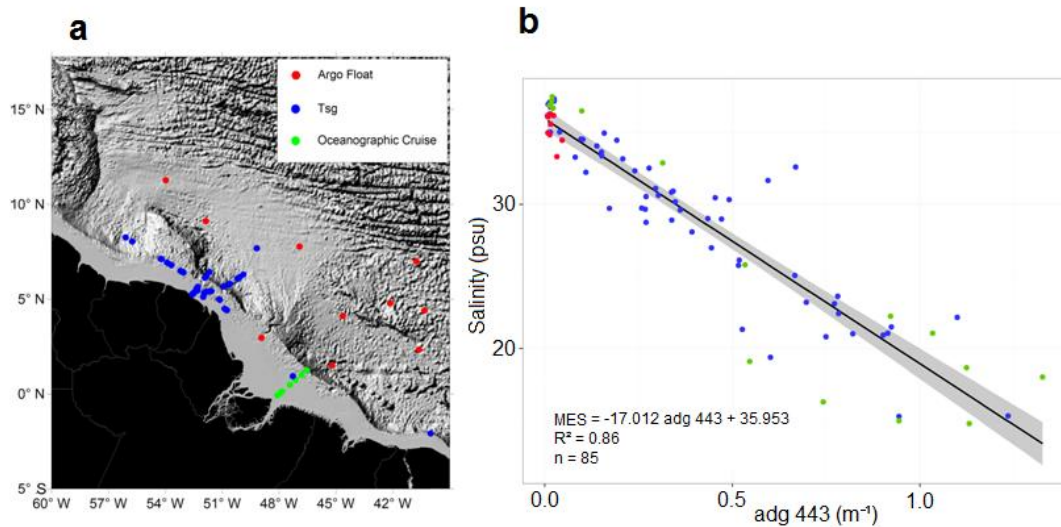 a
15° N
10° N
5° N
0° N
5° S
60° W 57° W 54° W 51° W 48° W 45° W 42° W
Argo Float
Tsg
Oceanographic Cruise
b
Salinity (psu)
30
20
MES = -17.012 adg 443 + 35.953
R² = 0.86
n = 85
0.0 0.5 1.0
adg 443 (m⁻¹)